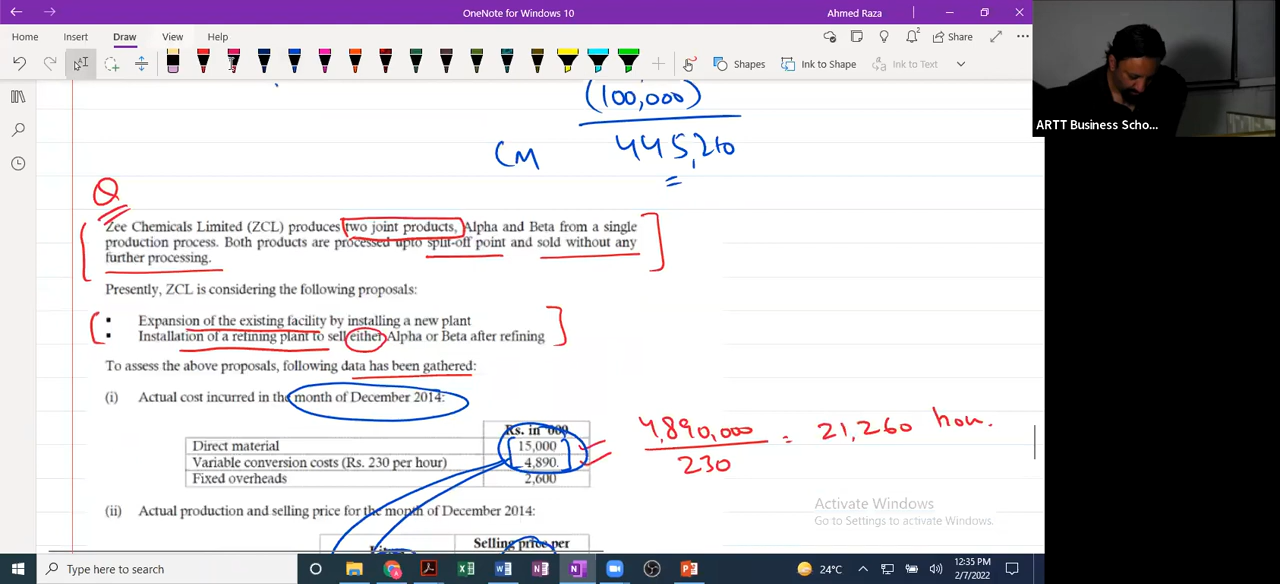 OneNote for Windows 10
Ahmed Raza
Home Insert Draw View Help
Share
Shapes
Ink to Shape
Ink to Text
ARTT Business Scho...
(100,000)
CM 445,260
Q
Zee Chemicals Limited (ZCL) produces two joint products, Alpha and Beta from a single
production process. Both products are processed upto split-off point and sold without any
further processing.
Presently, ZCL is considering the following proposals:
▪ Expansion of the existing facility by installing a new plant
▪ Installation of a refining plant to sell either Alpha or Beta after refining
To assess the above proposals, following data has been gathered:
(i) Actual cost incurred in the month of December 2014:
Rs. in '000
Direct material 15,000
Variable conversion costs (Rs. 230 per hour) 4,890
Fixed overheads 2,600
4,890,000 / 230 = 21,260 hour.
(ii) Actual production and selling price for the month of December 2014:
Selling price per
Activate Windows
Go to Settings to activate Windows.
Type here to search
24°C
12:35 PM
2/7/2022